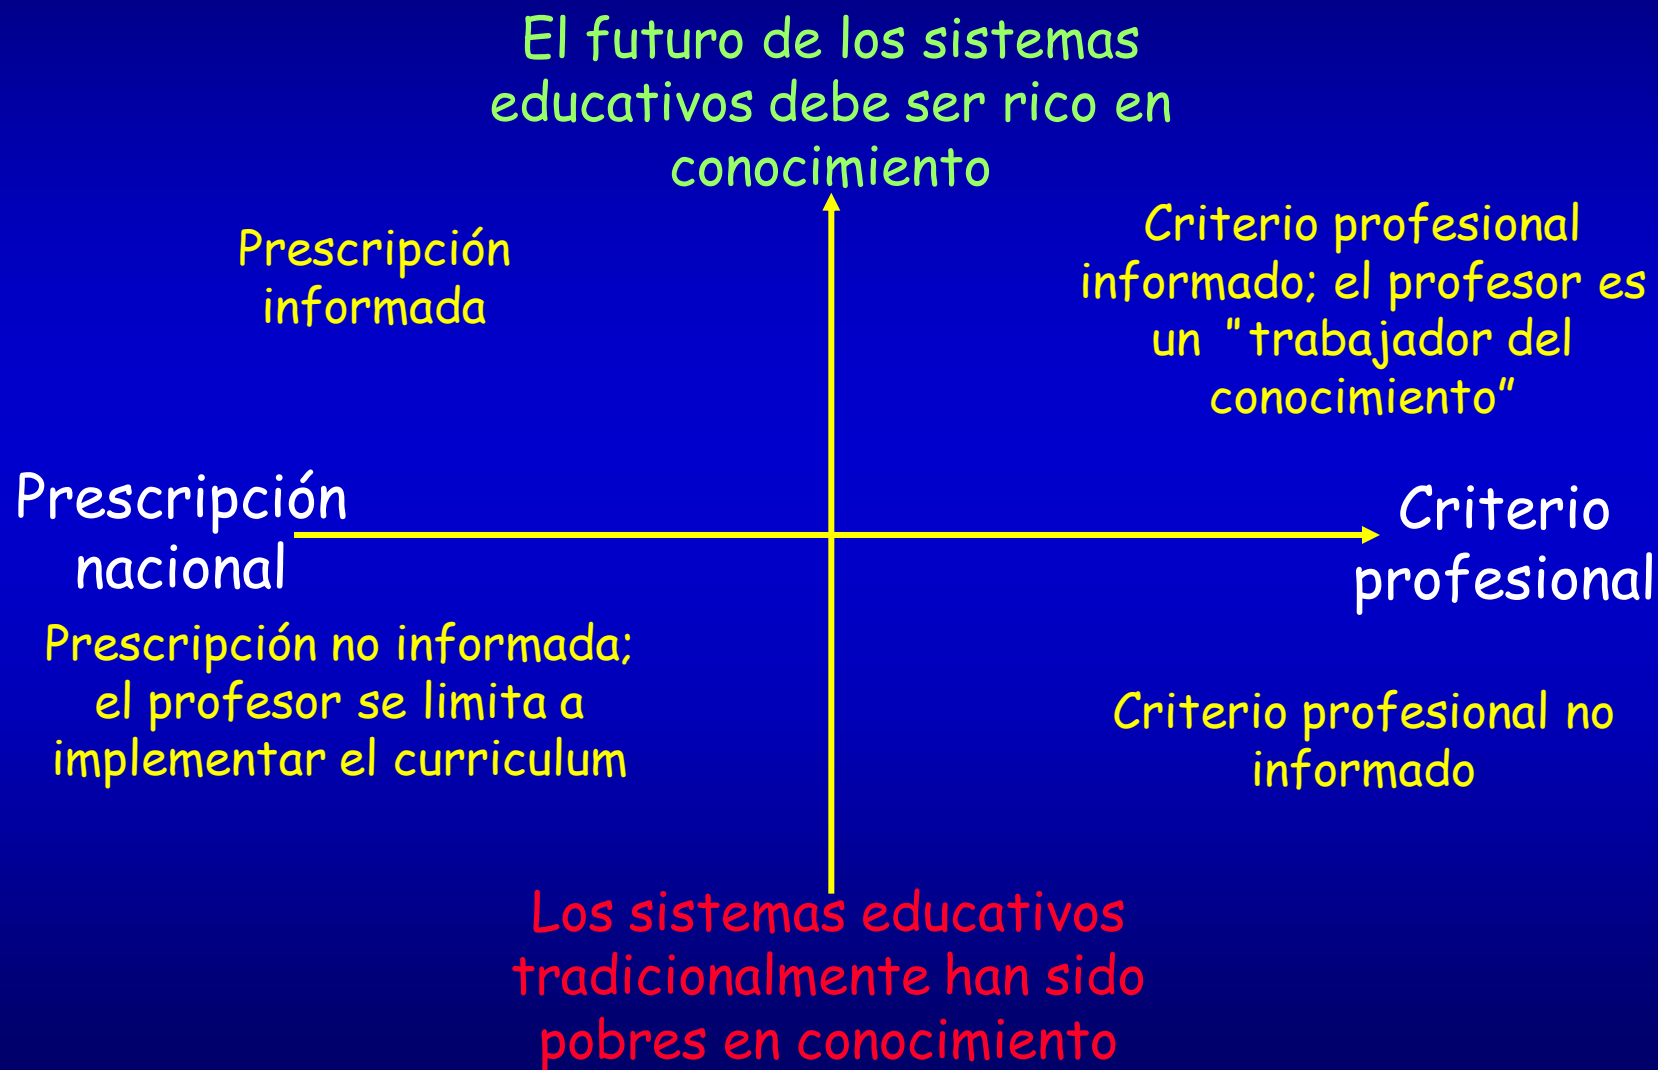 El futuro de los sistemas
educativos debe ser rico en
conocimiento
Prescripción
informada
Criterio profesional
informado; el profesor es
un "trabajador del
conocimiento”
Prescripción
nacional
Criterio
profesional
Prescripción no informada;
el profesor se limita a
implementar el curriculum
Criterio profesional no
informado
Los sistemas educativos
tradicionalmente han sido
pobres en conocimiento